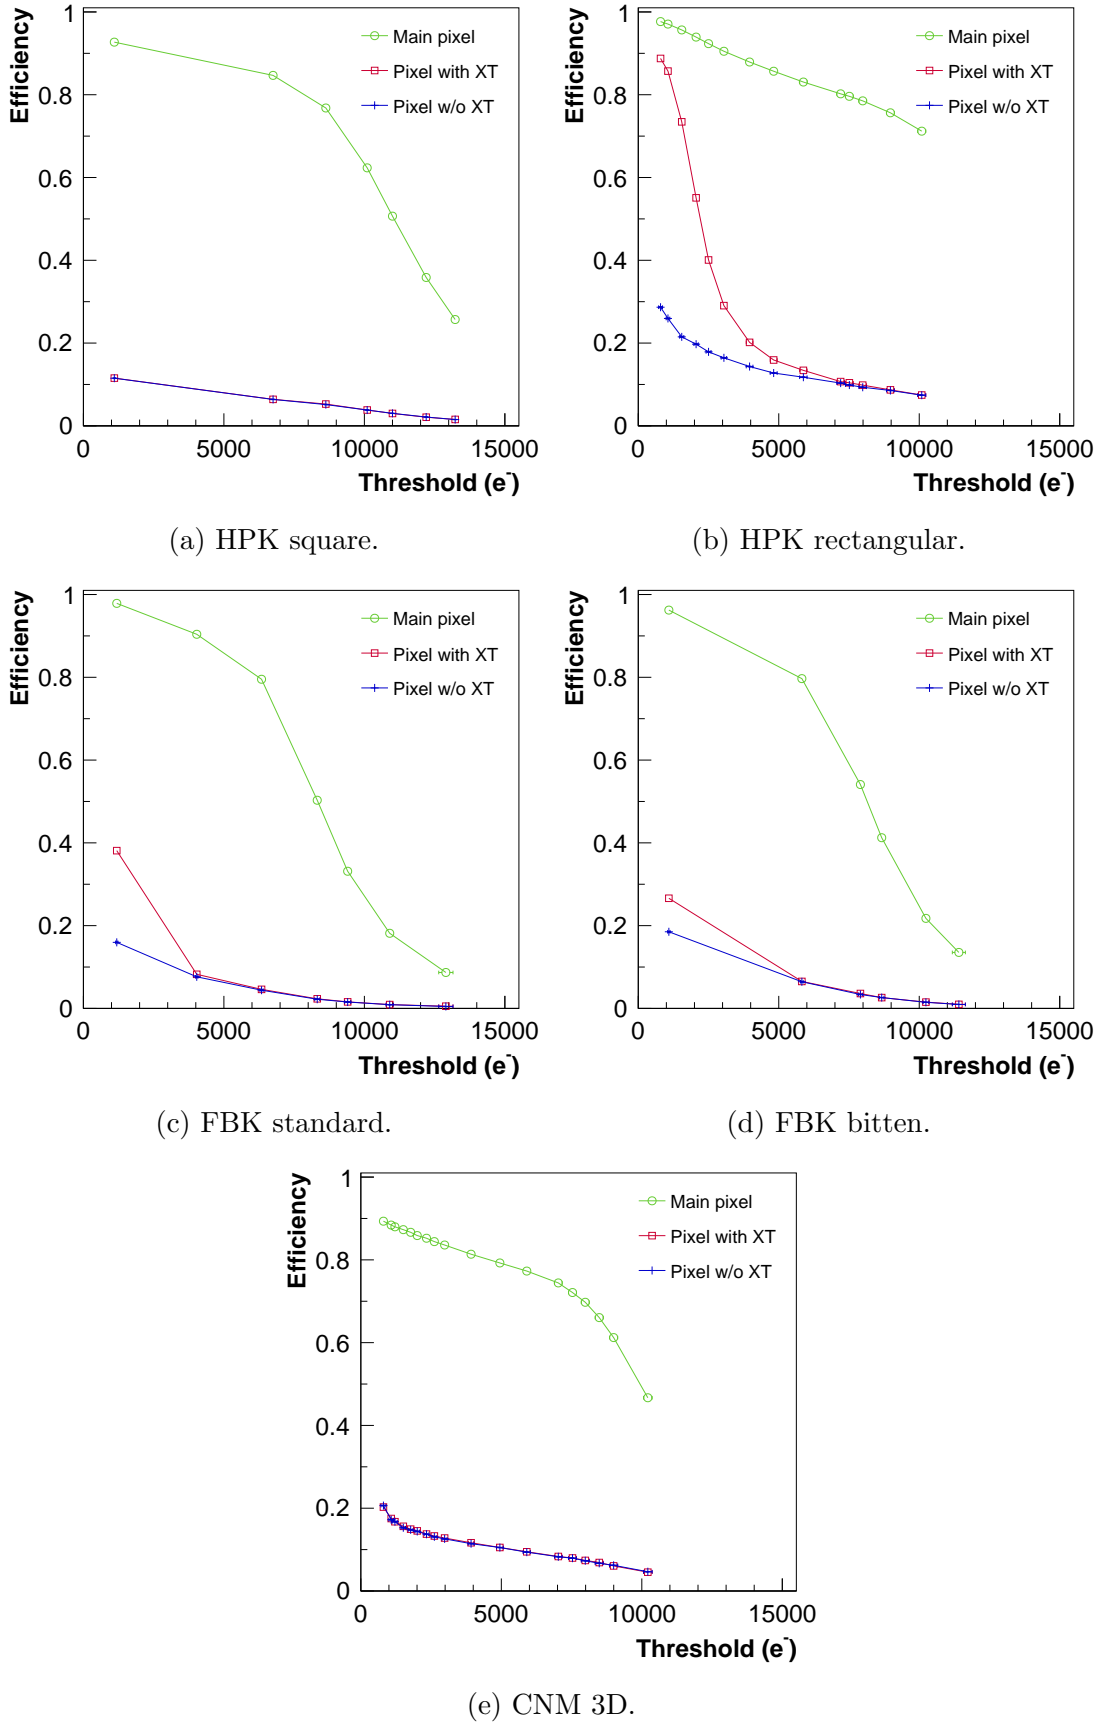 Efficiency
1
0.8
0.6
0.4
0.2
0
Main pixel
Pixel with XT
Pixel w/o XT
0 5000 10000 15000
Threshold (e-)
(a) HPK square.
Efficiency
1
0.8
0.6
0.4
0.2
0
Main pixel
Pixel with XT
Pixel w/o XT
0 5000 10000 15000
Threshold (e-)
(b) HPK rectangular.
Efficiency
1
0.8
0.6
0.4
0.2
0
Main pixel
Pixel with XT
Pixel w/o XT
0 5000 10000 15000
Threshold (e-)
(c) FBK standard.
Efficiency
1
0.8
0.6
0.4
0.2
0
Main pixel
Pixel with XT
Pixel w/o XT
0 5000 10000 15000
Threshold (e-)
(d) FBK bitten.
Efficiency
1
0.8
0.6
0.4
0.2
0
Main pixel
Pixel with XT
Pixel w/o XT
0 5000 10000 15000
Threshold (e-)
(e) CNM 3D.